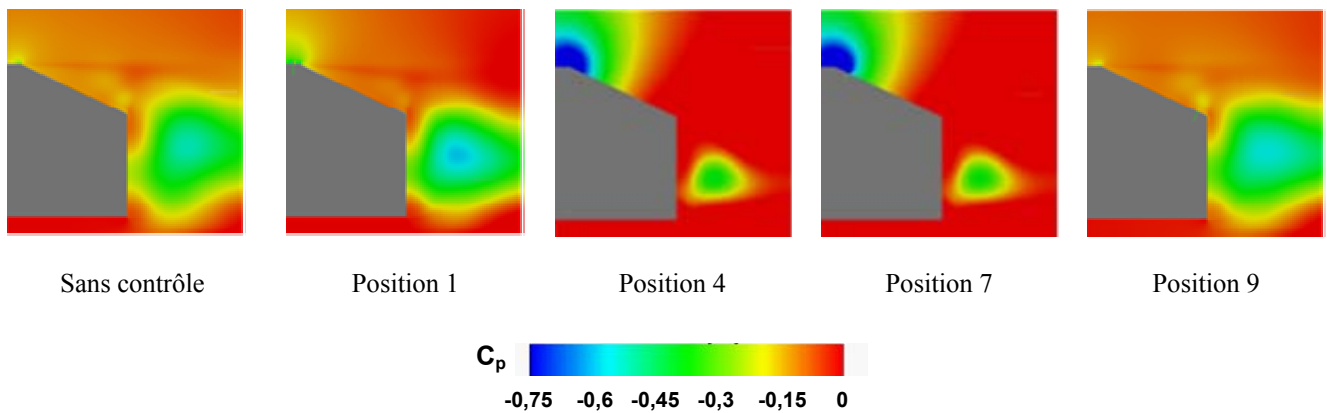 Sans contrôle Position 1 Position 4 Position 7 Position 9
Cp
-0,75 -0,6 -0,45 -0,3 -0,15 0